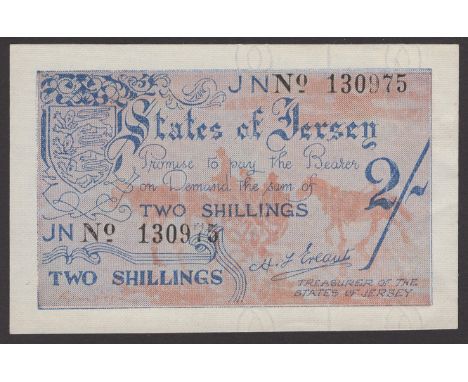 JN Nº 130975
States of Jersey
Promise to pay the Bearer
on Demand the sum of
TWO SHILLINGS
2/-
JN Nº 130975
TWO SHILLINGS
H. F. Ereaut
TREASURER OF THE
STATES OF JERSEY